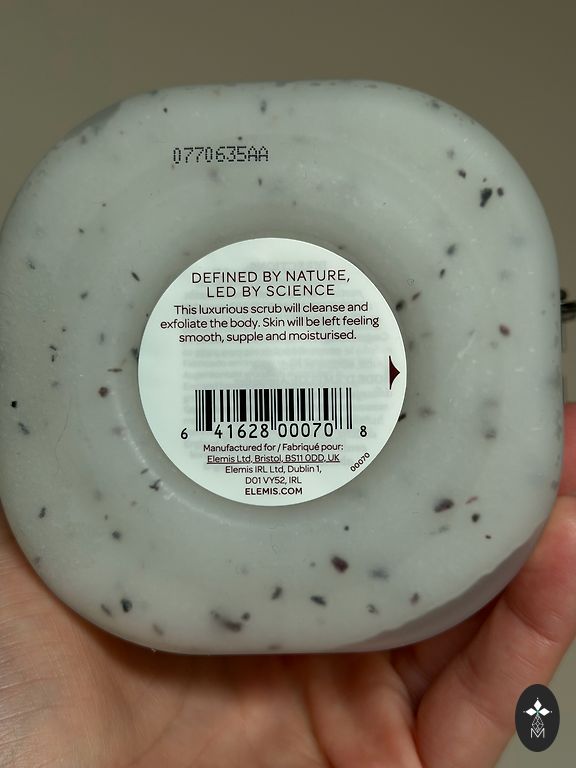 0770635AA
DEFINED BY NATURE,
LED BY SCIENCE
This luxurious scrub will cleanse and
exfoliate the body. Skin will be left feeling
smooth, supple and moisturised.
6 41628 00070 8
Manufactured for / Fabriqué pour:
Elemis Ltd, Bristol, BS11 0DD, UK
Elemis IRL Ltd, Dublin 1,
D01 VY52, IRL
ELEMIS.COM
00070
M